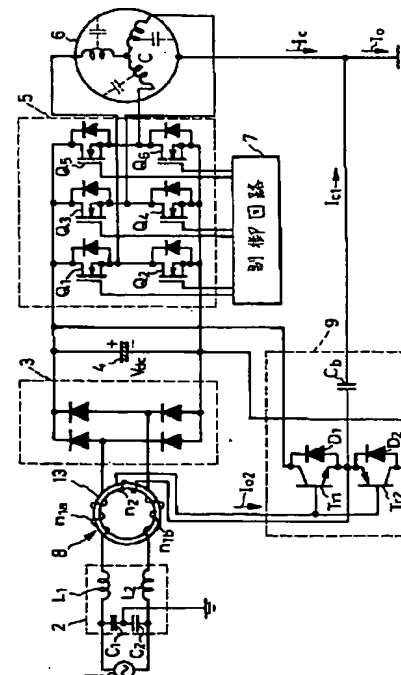 6
5
C
Q5
Q6
Q3
Q4
Q1
Q2
7
制御回路
3
4
+
Vdc
13
8
n1a
n2
n1b
L1
L2
2
C1
C2
Io2
9
Cb
D1
D2
Tr1
Tr2
Ic1
Ic
Io